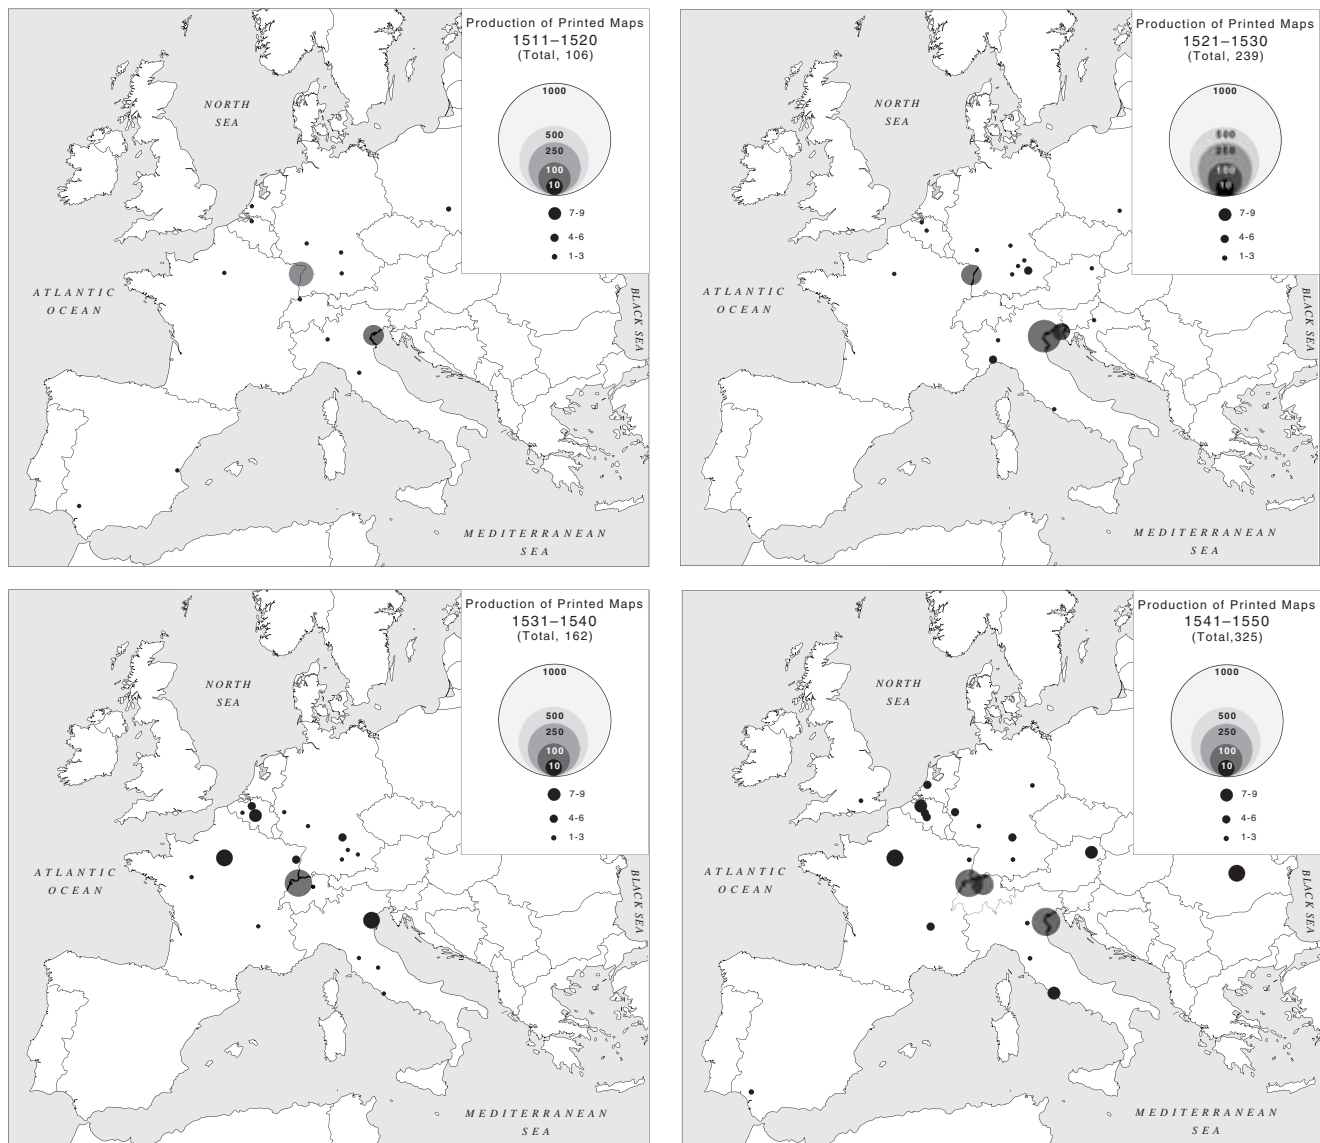 Production of Printed Maps
1511–1520
(Total, 106)
1000
500
250
100
10
7-9
4-6
1-3
NORTH
SEA
ATLANTIC
OCEAN
BLACK SEA
MEDITERRANEAN
SEA
Production of Printed Maps
1521–1530
(Total, 239)
1000
500
250
100
10
7-9
4-6
1-3
NORTH
SEA
ATLANTIC
OCEAN
BLACK SEA
MEDITERRANEAN
SEA
Production of Printed Maps
1531–1540
(Total, 162)
1000
500
250
100
10
7-9
4-6
1-3
NORTH
SEA
ATLANTIC
OCEAN
BLACK SEA
MEDITERRANEAN
SEA
Production of Printed Maps
1541–1550
(Total,325)
1000
500
250
100
10
7-9
4-6
1-3
NORTH
SEA
ATLANTIC
OCEAN
BLACK SEA
MEDITERRANEAN
SEA